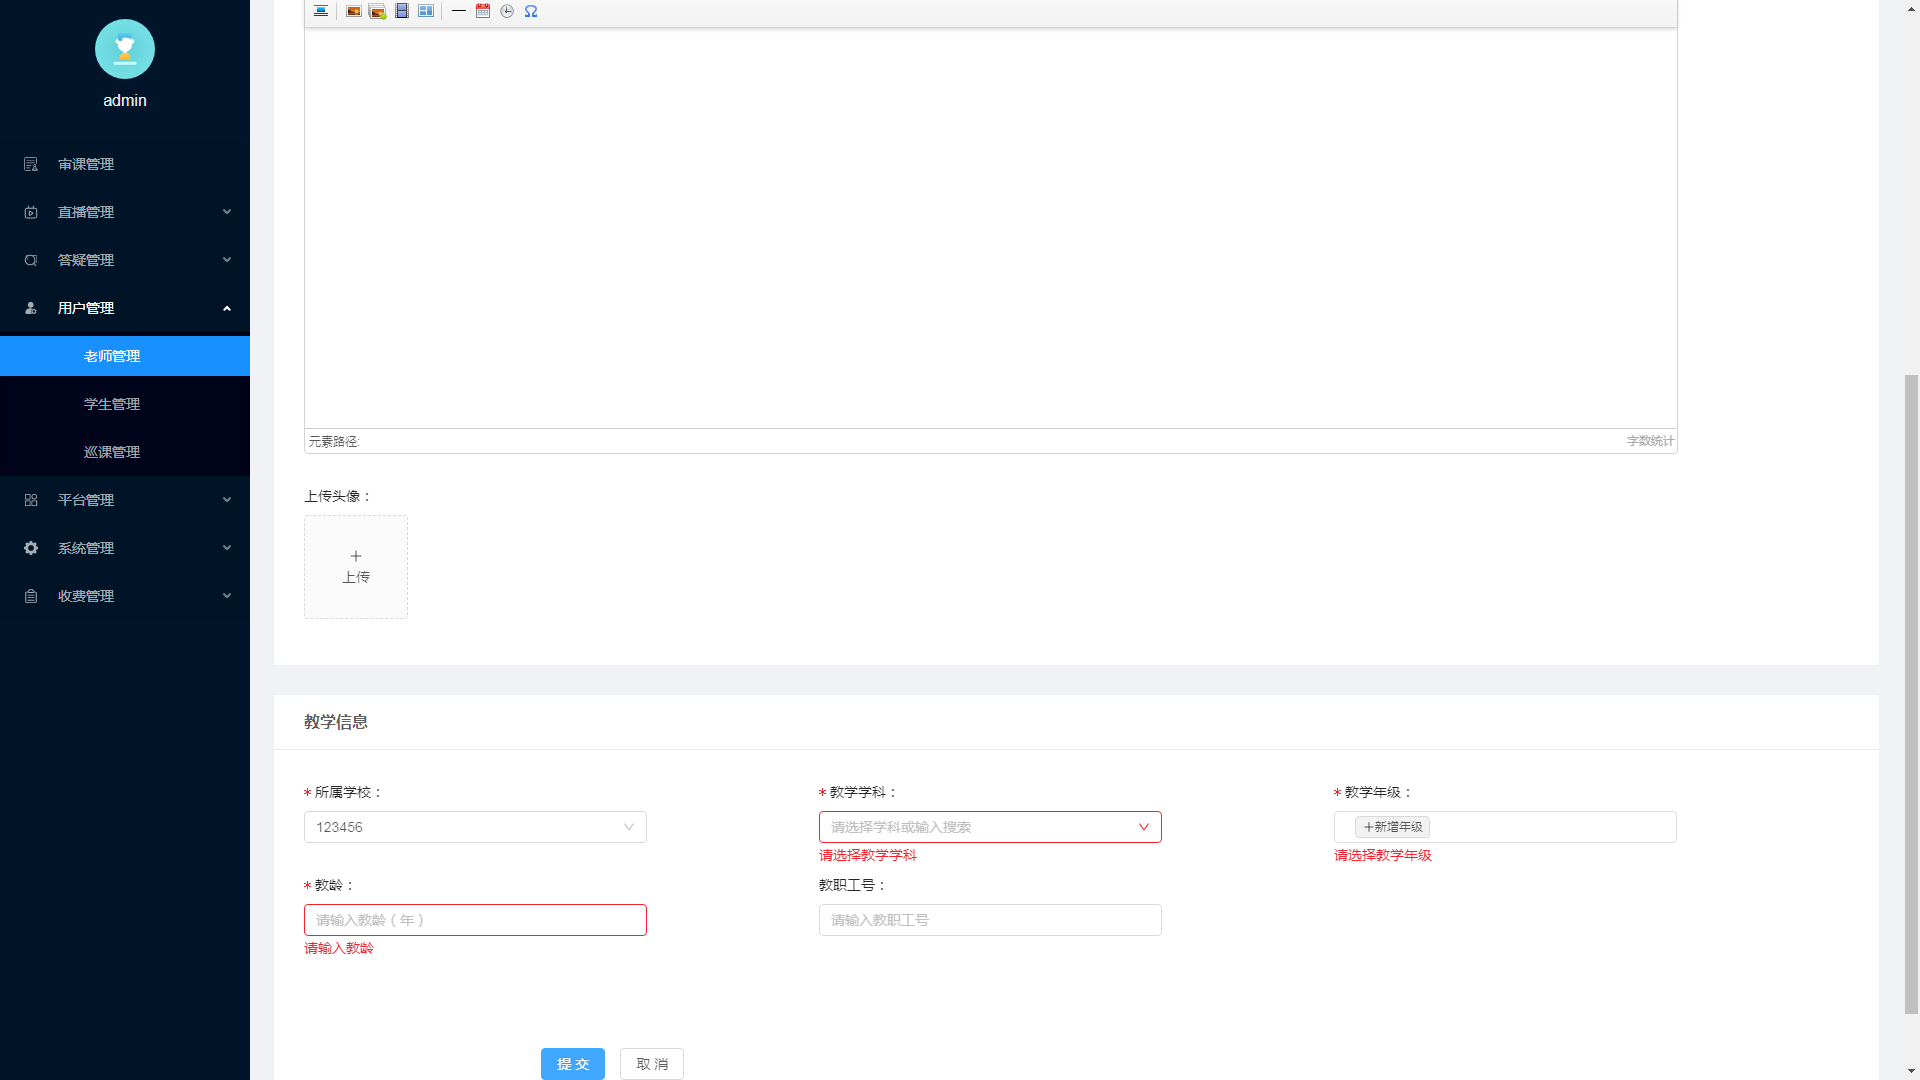 admin
审课管理
直播管理
答疑管理
用户管理
老师管理
学生管理
巡课管理
平台管理
系统管理
收费管理
元素路径:
字数统计
上传头像：
上传
教学信息
* 所属学校：
123456
* 教学学科：
请选择学科或输入搜索
请选择教学学科
* 教学年级：
+新增年级
请选择教学年级
* 教龄：
请输入教龄（年）
请输入教龄
教职工号：
请输入教职工号
提 交
取 消